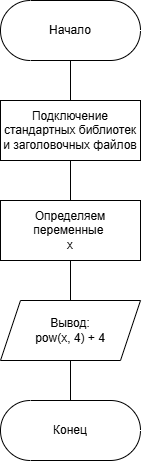 Начало
Подключение
стандартных библиотек
и заголовочных файлов
Определяем
переменные
x
Вывод:
pow(x, 4) + 4
Конец